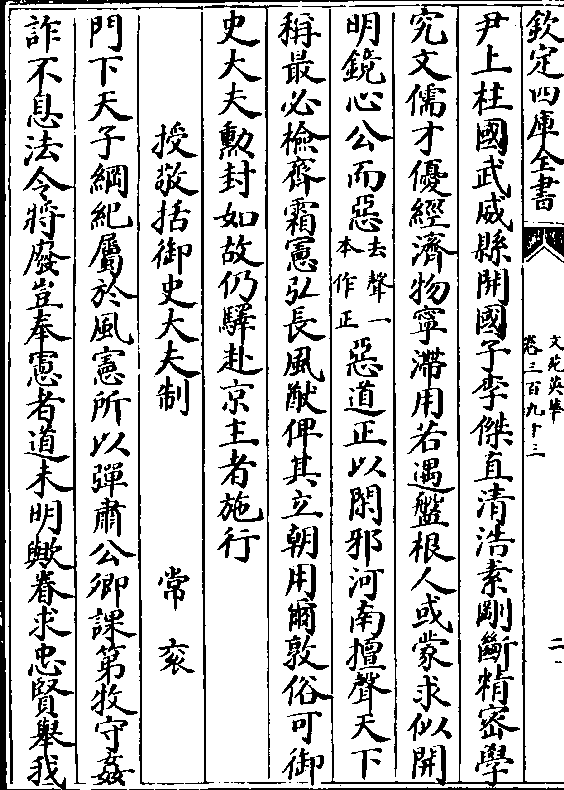 欽定四庫全書
文苑英華
卷三百九十三
二
尹上柱國武威縣開國子李傑直清浩素剛斷精密學
究文儒才優經濟物寧滯用若遇盤根人或蒙求似開
明鏡心公而惡去聲一本作正惡道正以閑邪河南擅聲天下
稱最必檢齊霜憲弘長風猷俾其立朝用爾敦俗可御
史大夫勲封如故仍驛赴京主者施行
授敬括御史大夫制 常衮
門下天子綱紀屬於風憲所以彈肅公卿課第牧守姦
詐不息法令將廢豈奉憲者道未明歟眷求忠賢舉我